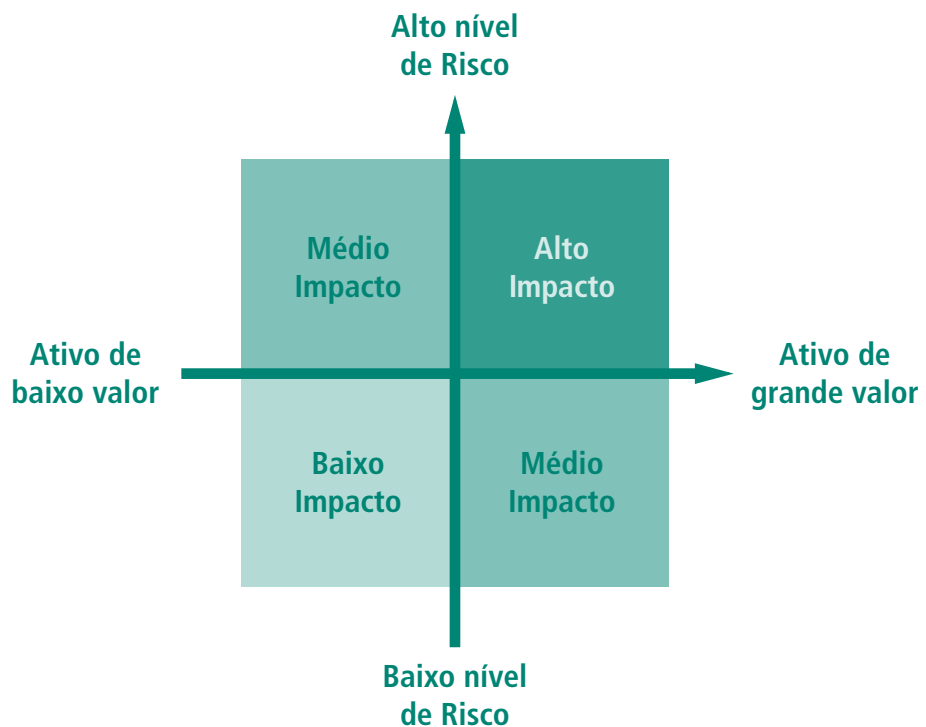 Alto nível
de Risco
Médio
Impacto
Alto
Impacto
Ativo de
baixo valor
Ativo de
grande valor
Baixo
Impacto
Médio
Impacto
Baixo nível
de Risco